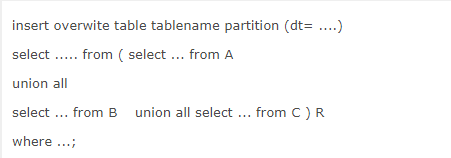 insert overwite table tablename partition (dt= ....)
select ..... from ( select ... from A
union all
select ... from B    union all select ... from C ) R
where ...;